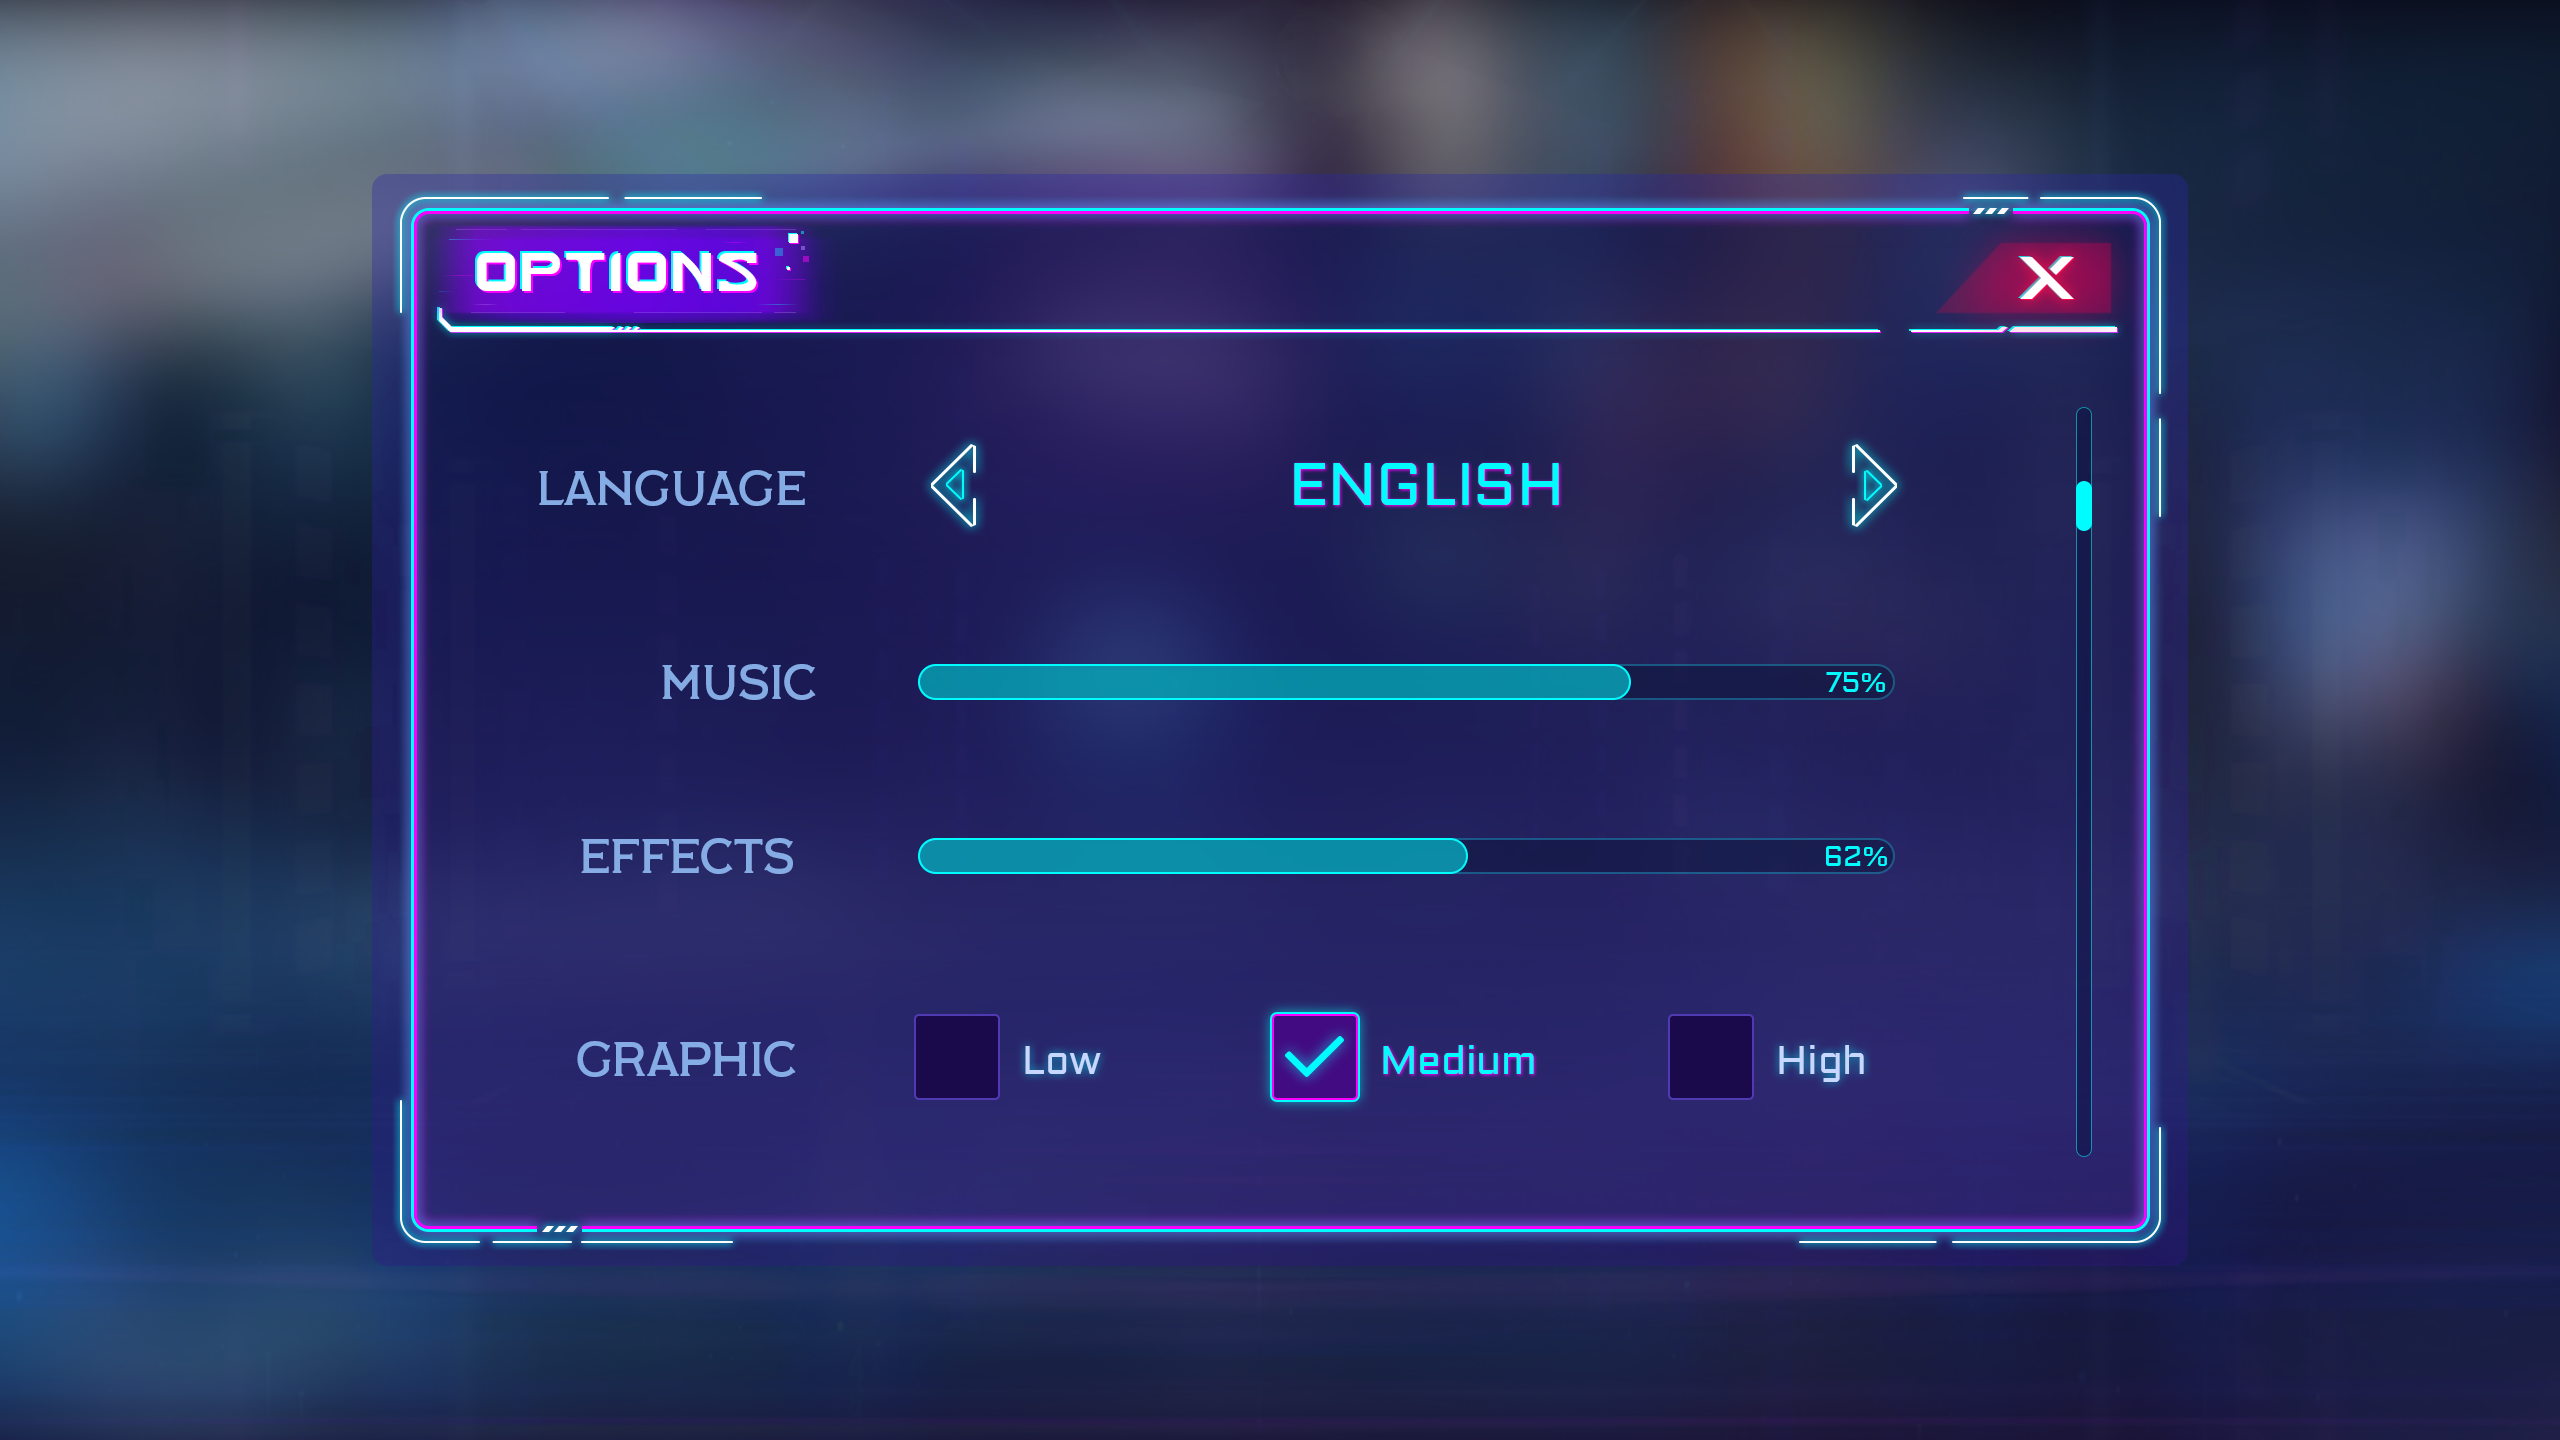 OPTIONS X
LANGUAGE ENGLISH
MUSIC 75%
EFFECTS 62%
GRAPHIC Low Medium High